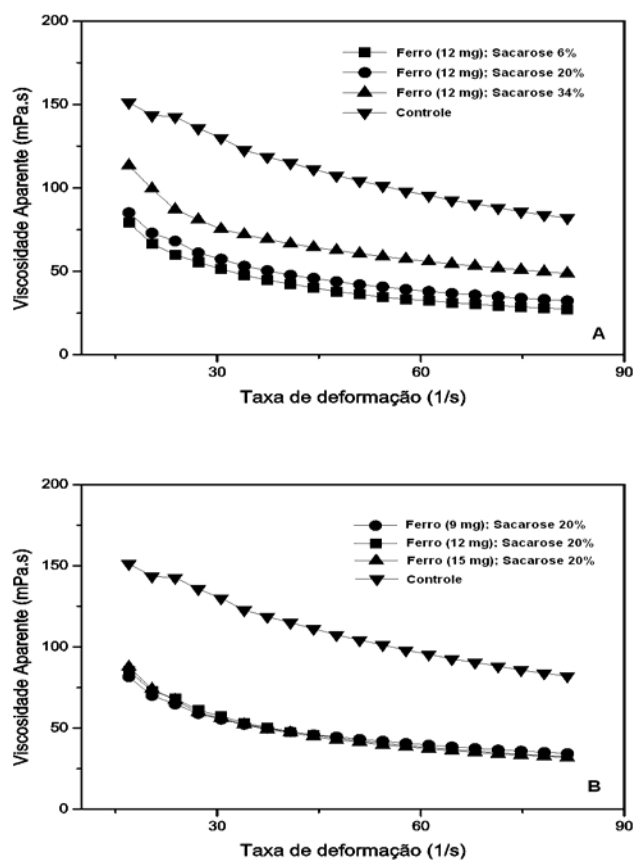 200
150
100
50
0
Viscosidade Aparente (mPa.s)
Ferro (12 mg); Sacarose 6%
Ferro (12 mg); Sacarose 20%
Ferro (12 mg); Sacarose 34%
Controle
A
30
60
90
Taxa de deformação (1/s)
200
150
100
50
0
Viscosidade Aparente (mPa.s)
Ferro (9 mg); Sacarose 20%
Ferro (12 mg); Sacarose 20%
Ferro (15 mg); Sacarose 20%
Controle
B
30
60
90
Taxa de deformação (1/s)